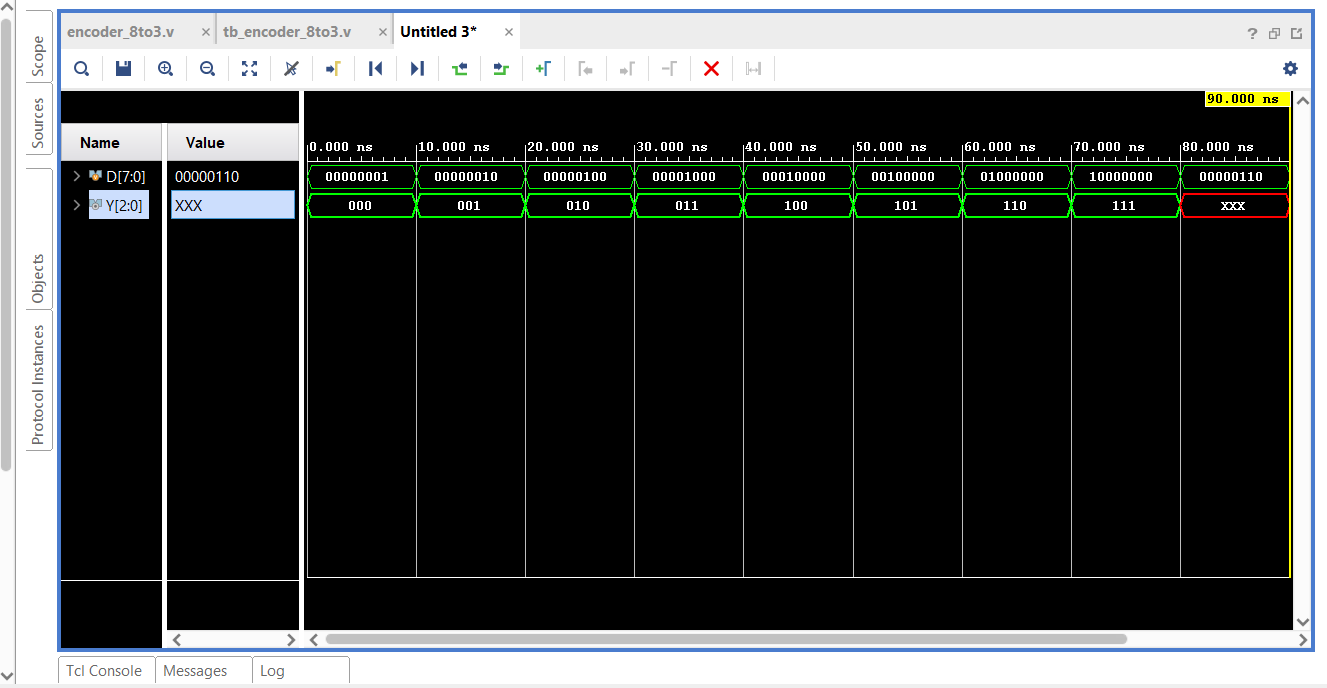 Scope
Sources
Objects
Protocol Instances
encoder_8to3.v × tb_encoder_8to3.v × Untitled 3* ×
?
90.000 ns
Name Value
0.000 ns 10.000 ns 20.000 ns 30.000 ns 40.000 ns 50.000 ns 60.000 ns 70.000 ns 80.000 ns
D[7:0] 00000110 00000001 00000010 00000100 00001000 00010000 00100000 01000000 10000000 00000110
Y[2:0] XXX 000 001 010 011 100 101 110 111 XXX
Tcl Console Messages Log